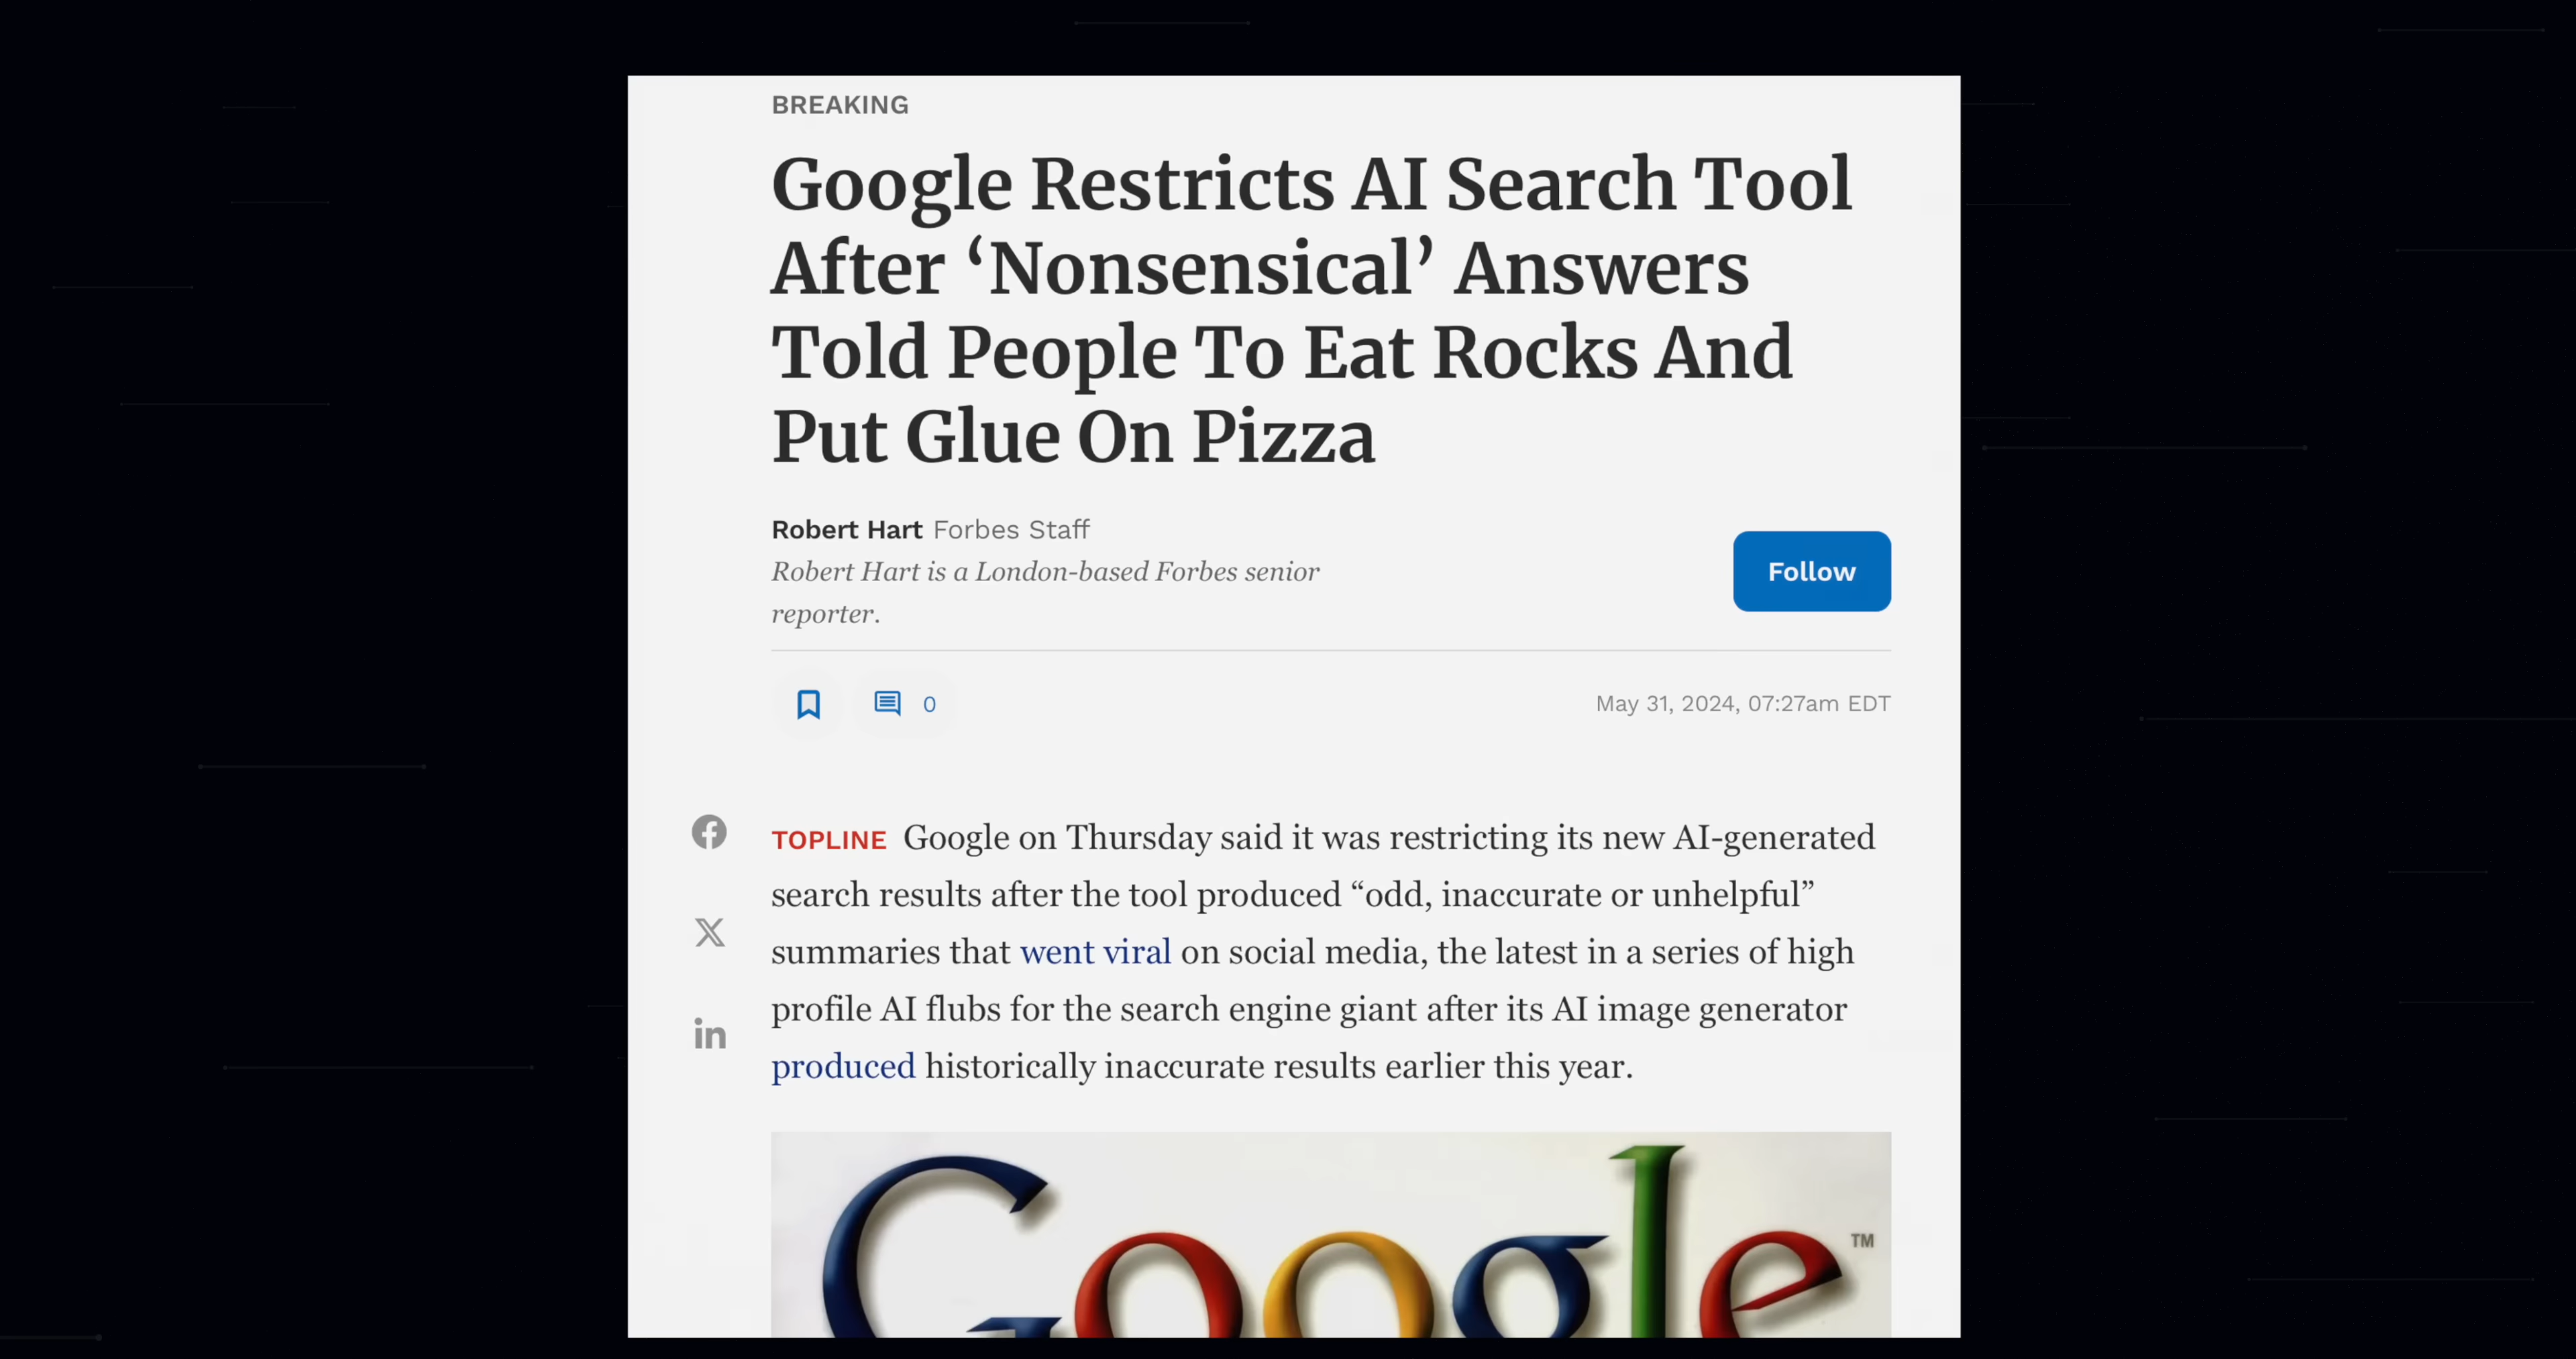 BREAKING
Google Restricts AI Search Tool
After ‘Nonsensical’ Answers
Told People To Eat Rocks And
Put Glue On Pizza
Robert Hart Forbes Staff
Robert Hart is a London-based Forbes senior
reporter.
Follow
0
May 31, 2024, 07:27am EDT
TOPLINE Google on Thursday said it was restricting its new AI-generated
search results after the tool produced “odd, inaccurate or unhelpful”
summaries that went viral on social media, the latest in a series of high
profile AI flubs for the search engine giant after its AI image generator
produced historically inaccurate results earlier this year.
Google™